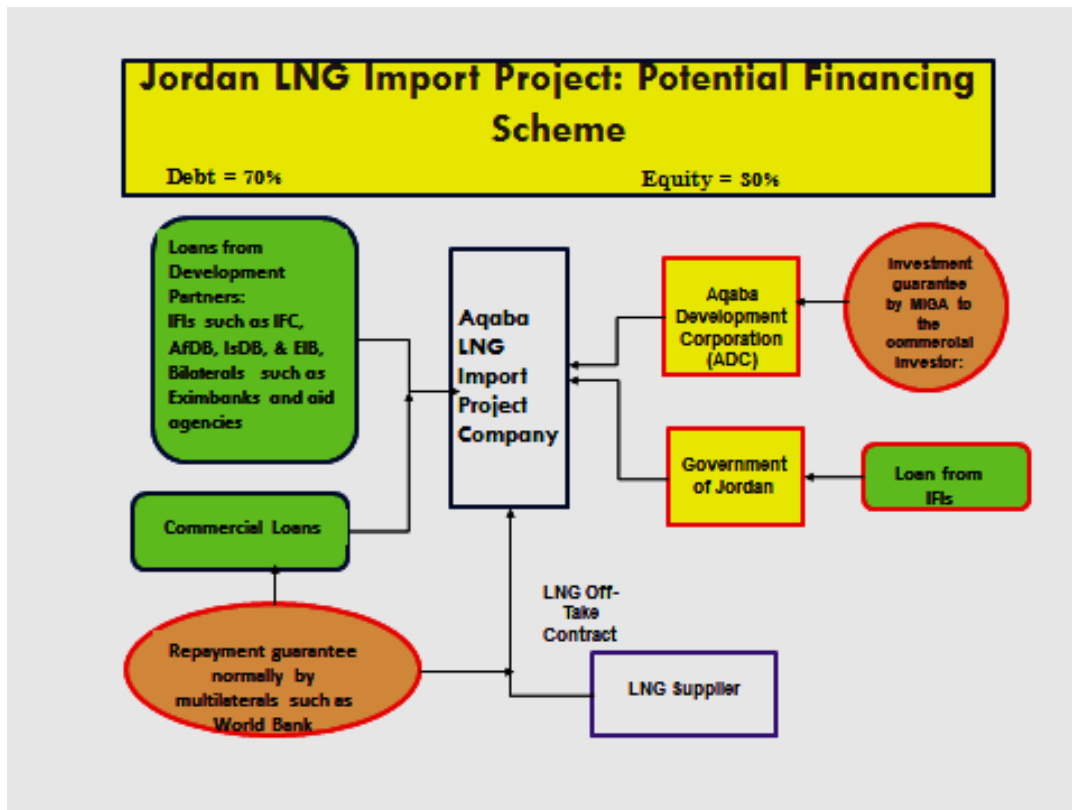 Jordan LNG Import Project: Potential Financing
Scheme
Debt = 70%
Equity = 30%
Loans from
Development
Partners:
IFIs such as IFC,
AfDB, IsDB, & EIB,
Bilaterals such as
Eximbanks and aid
agencies
Commercial Loans
Repayment guarantee
normally by
multilaterals such as
World Bank
Aqaba
LNG
Import
Project
Company
LNG Off-
Take
Contract
LNG Supplier
Aqaba
Development
Corporation
(ADC)
Government
of Jordan
Investment
guarantee
by MIGA to
the
commercial
investor:
Loan from
IFIs